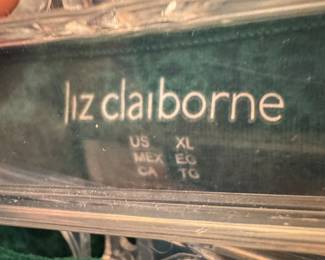 liz claiborne
US XL
MEX EG
CA TG